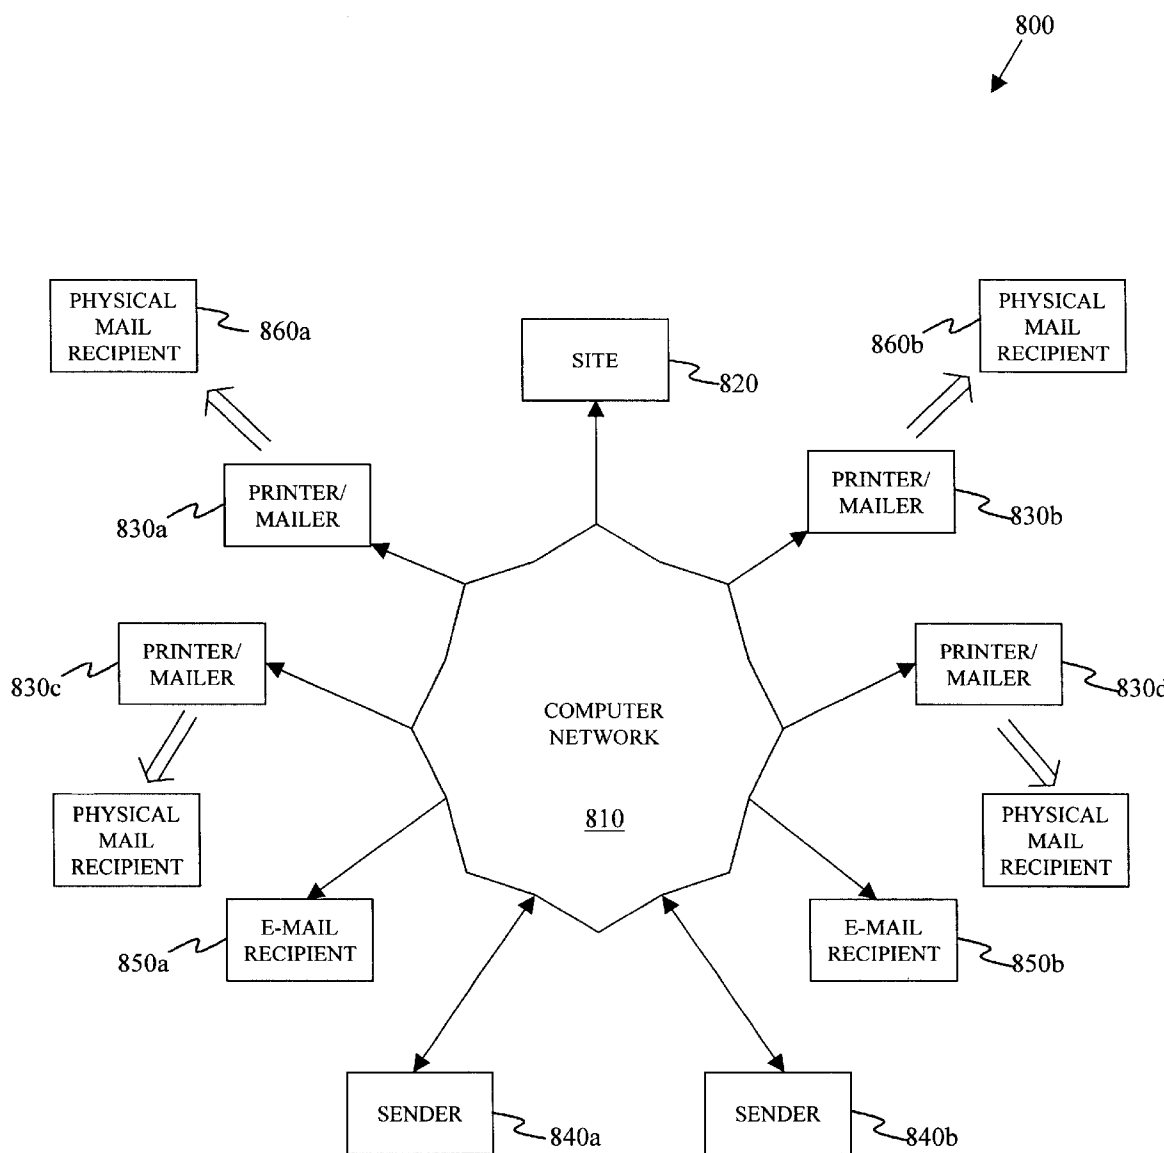 800
PHYSICAL
MAIL
RECIPIENT
860a
SITE
820
860b
PHYSICAL
MAIL
RECIPIENT
PRINTER/
MAILER
830a
PRINTER/
MAILER
830b
PRINTER/
MAILER
830c
PRINTER/
MAILER
830d
COMPUTER
NETWORK
810
PHYSICAL
MAIL
RECIPIENT
PHYSICAL
MAIL
RECIPIENT
E-MAIL
RECIPIENT
850a
E-MAIL
RECIPIENT
850b
SENDER
840a
SENDER
840b